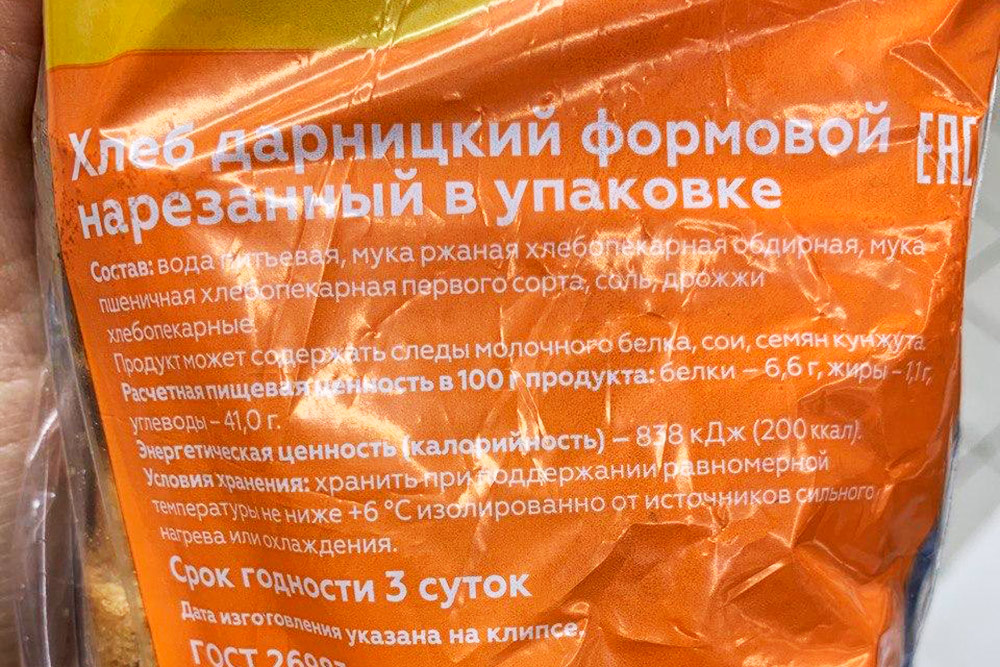 Хлеб дарницкий формовой
нарезанный в упаковке
ЕАС
Состав: вода питьевая, мука ржаная хлебопекарная обдирная, мука
пшеничная хлебопекарная первого сорта, соль, дрожжи
хлебопекарные.
Продукт может содержать следы молочного белка, сои, семян кунжута
Расчетная пищевая ценность в 100 г продукта: белки – 6,6 г, жиры – 1,1 г,
углеводы – 41,0 г.
Энергетическая ценность (калорийность) – 838 кДж (200 ккал).
Условия хранения: хранить при поддержании равномерной
температуры не ниже +6 °С изолированно от источников сильного
нагрева или охлаждения.
Срок годности 3 суток
Дата изготовления указана на клипсе.
ГОСТ